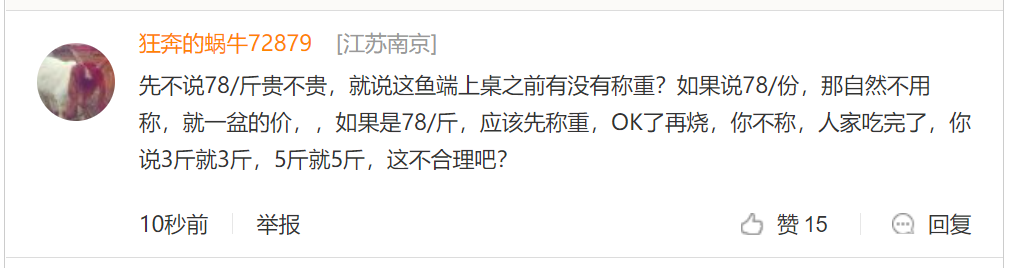 狂奔的蜗牛72879 [江苏南京]
先不说78/斤贵不贵，就说这鱼端上桌之前有没有称重？如果说78/份，那自然不用
称，就一盆的价，，如果是78/斤，应该先称重，OK了再烧，你不称，人家吃完了，你
说3斤就3斤，5斤就5斤，这不合理吧？
10秒前 举报 赞 15 回复